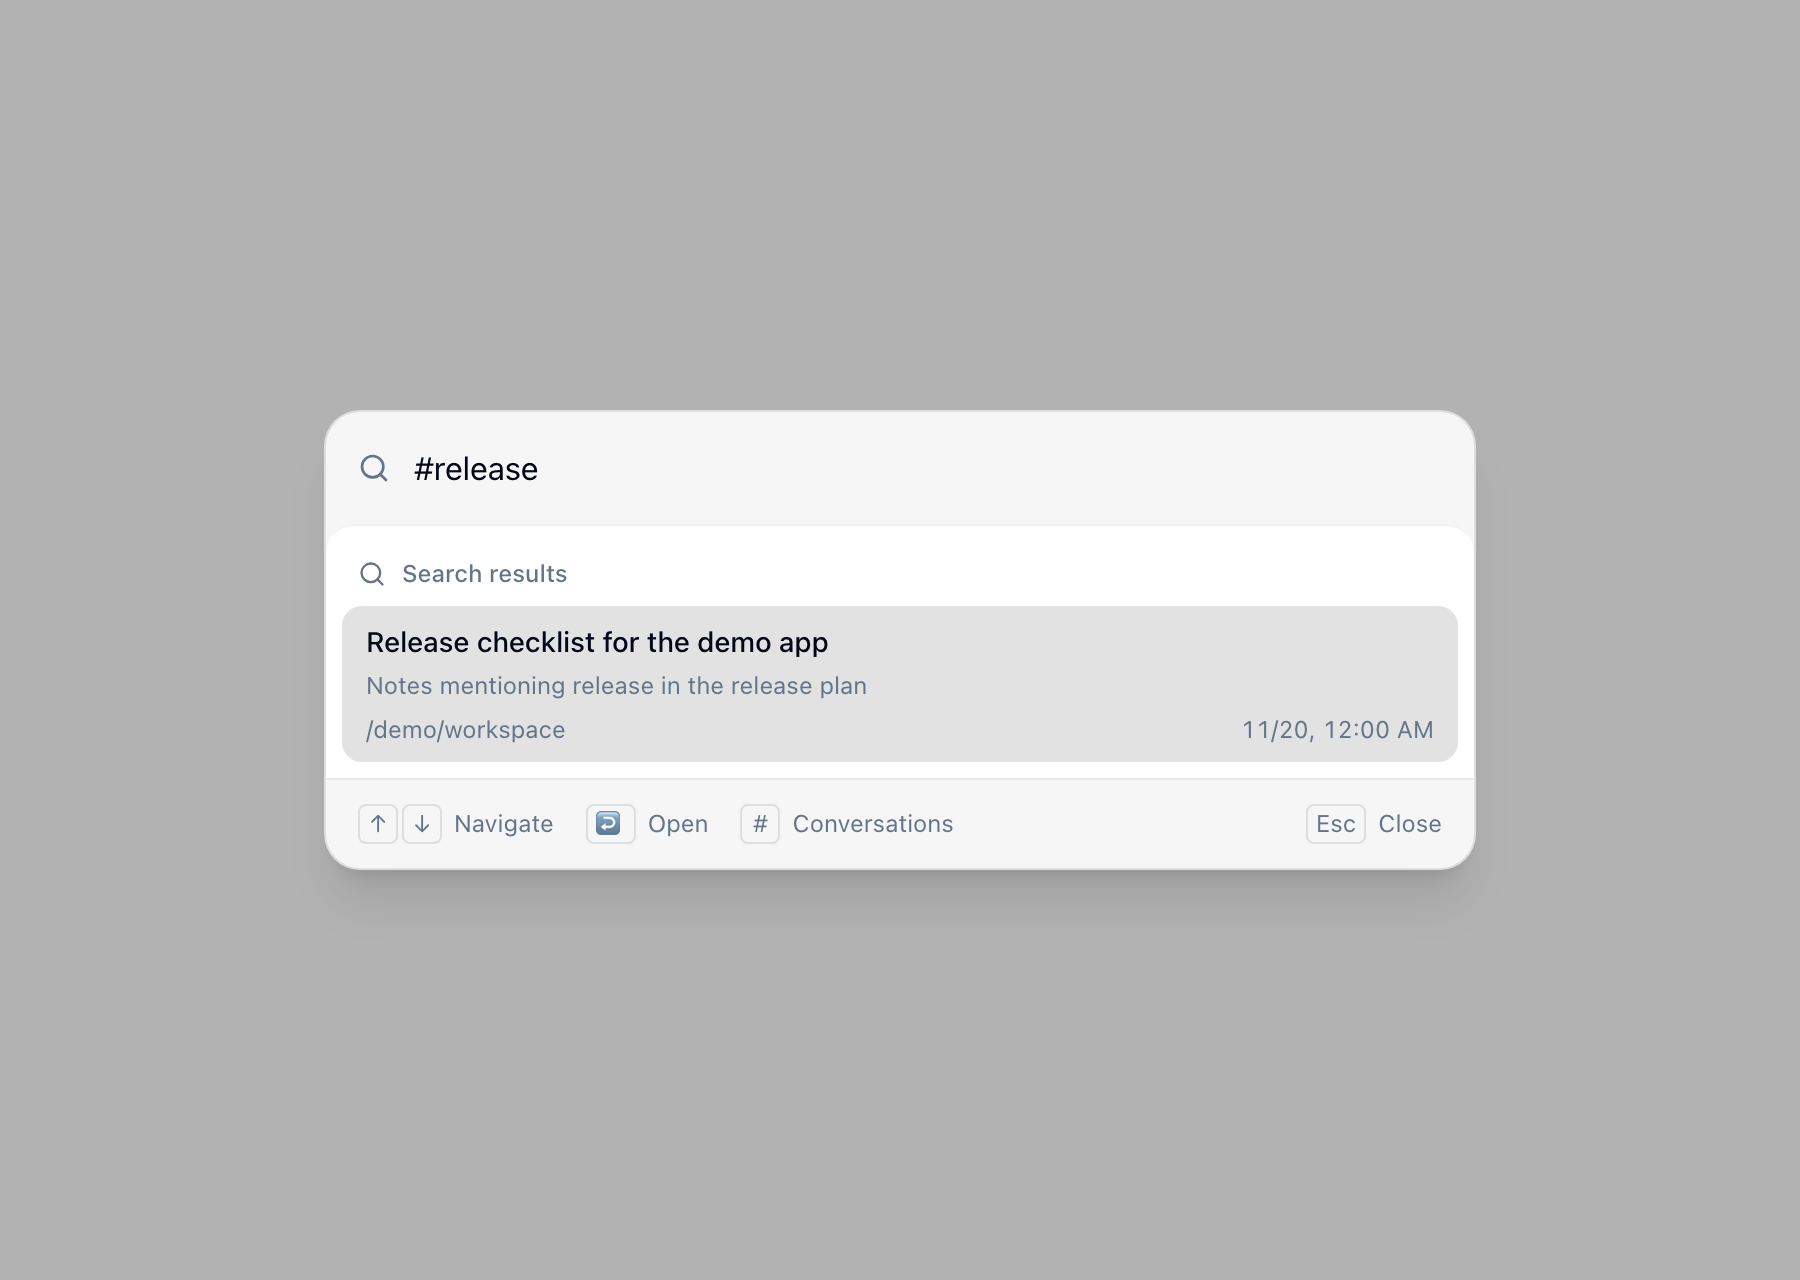 #release
Search results
Release checklist for the demo app
Notes mentioning release in the release plan
/demo/workspace 11/20, 12:00 AM
↑ ↓ Navigate ↩ Open # Conversations Esc Close